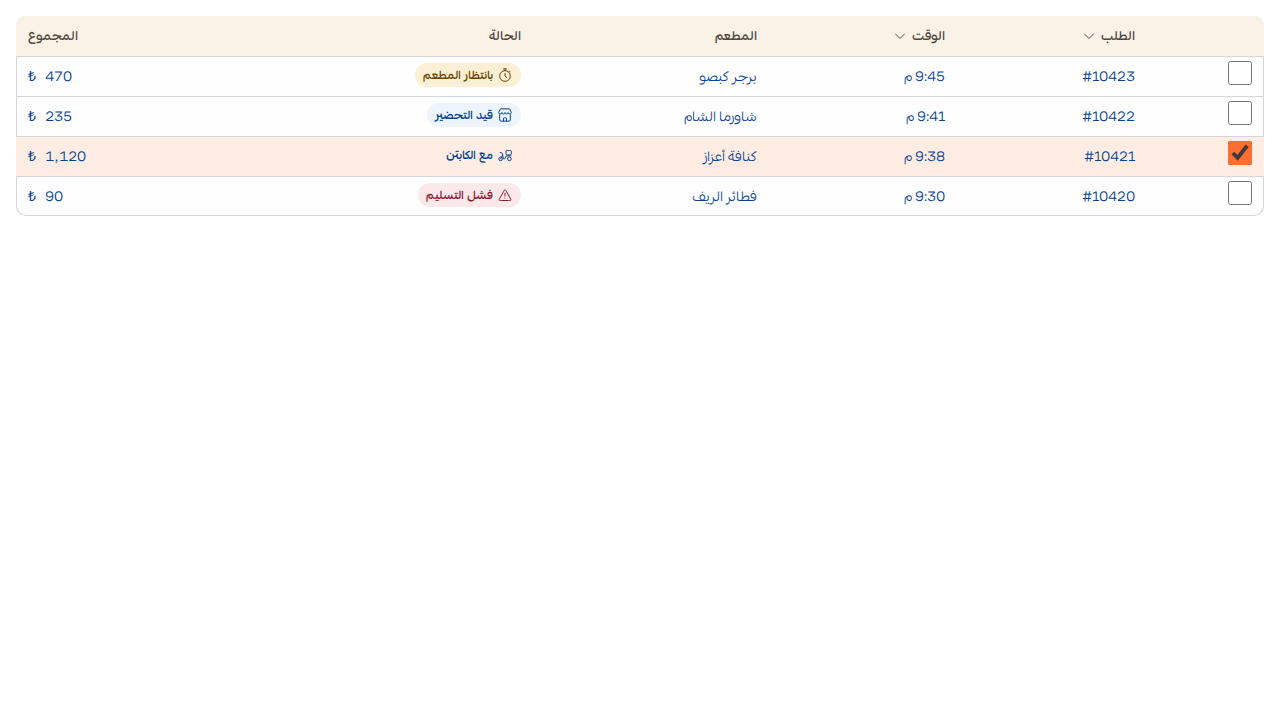 الطلب الوقت المطعم الحالة المجموع
#10423 9:45 م برجر كبصو بانتظار المطعم 470 ₺
#10422 9:41 م شاورما الشام قيد التحضير 235 ₺
#10421 9:38 م كنافة أعزاز مع الكابتن 1,120 ₺
#10420 9:30 م فطائر الريف فشل التسليم 90 ₺